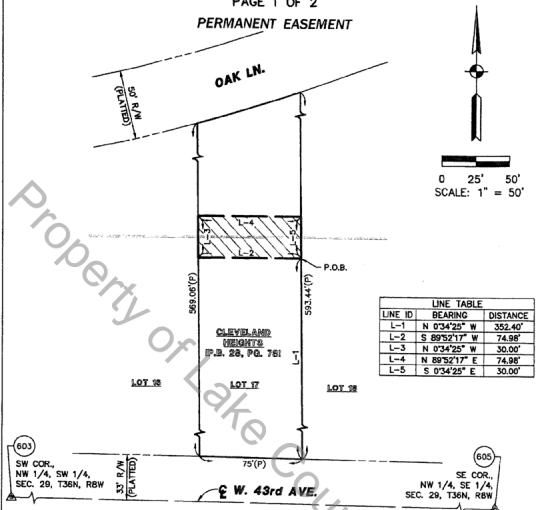 PAGE 1 OF 2
PERMANENT EASEMENT
OAK LN.
50' R/W
(PLATTED)
0 25' 50'
SCALE: 1" = 50'
L-4
L-3
L-5
L-2
P.O.B.
569.06'(P)
593.44'(P)
LINE TABLE
LINE ID BEARING DISTANCE
L-1 N 0°34'25" W 352.40'
L-2 S 89°52'17" W 74.98'
L-3 N 0°34'25" W 30.00'
L-4 N 89°52'17" E 74.98'
L-5 S 0°34'25" E 30.00'
CLEVELAND
HEIGHTS
(P.B. 28, PG. 76)
L-1
LOT 16 LOT 17 LOT 18
75'(P)
603
SW COR.,
NW 1/4, SW 1/4,
SEC. 29, T36N, R8W
33' R/W
(PLATTED)
605
SE COR.,
NW 1/4, SE 1/4,
SEC. 29, T36N, R8W
℄ W. 43rd AVE.
Property of Lake Cou